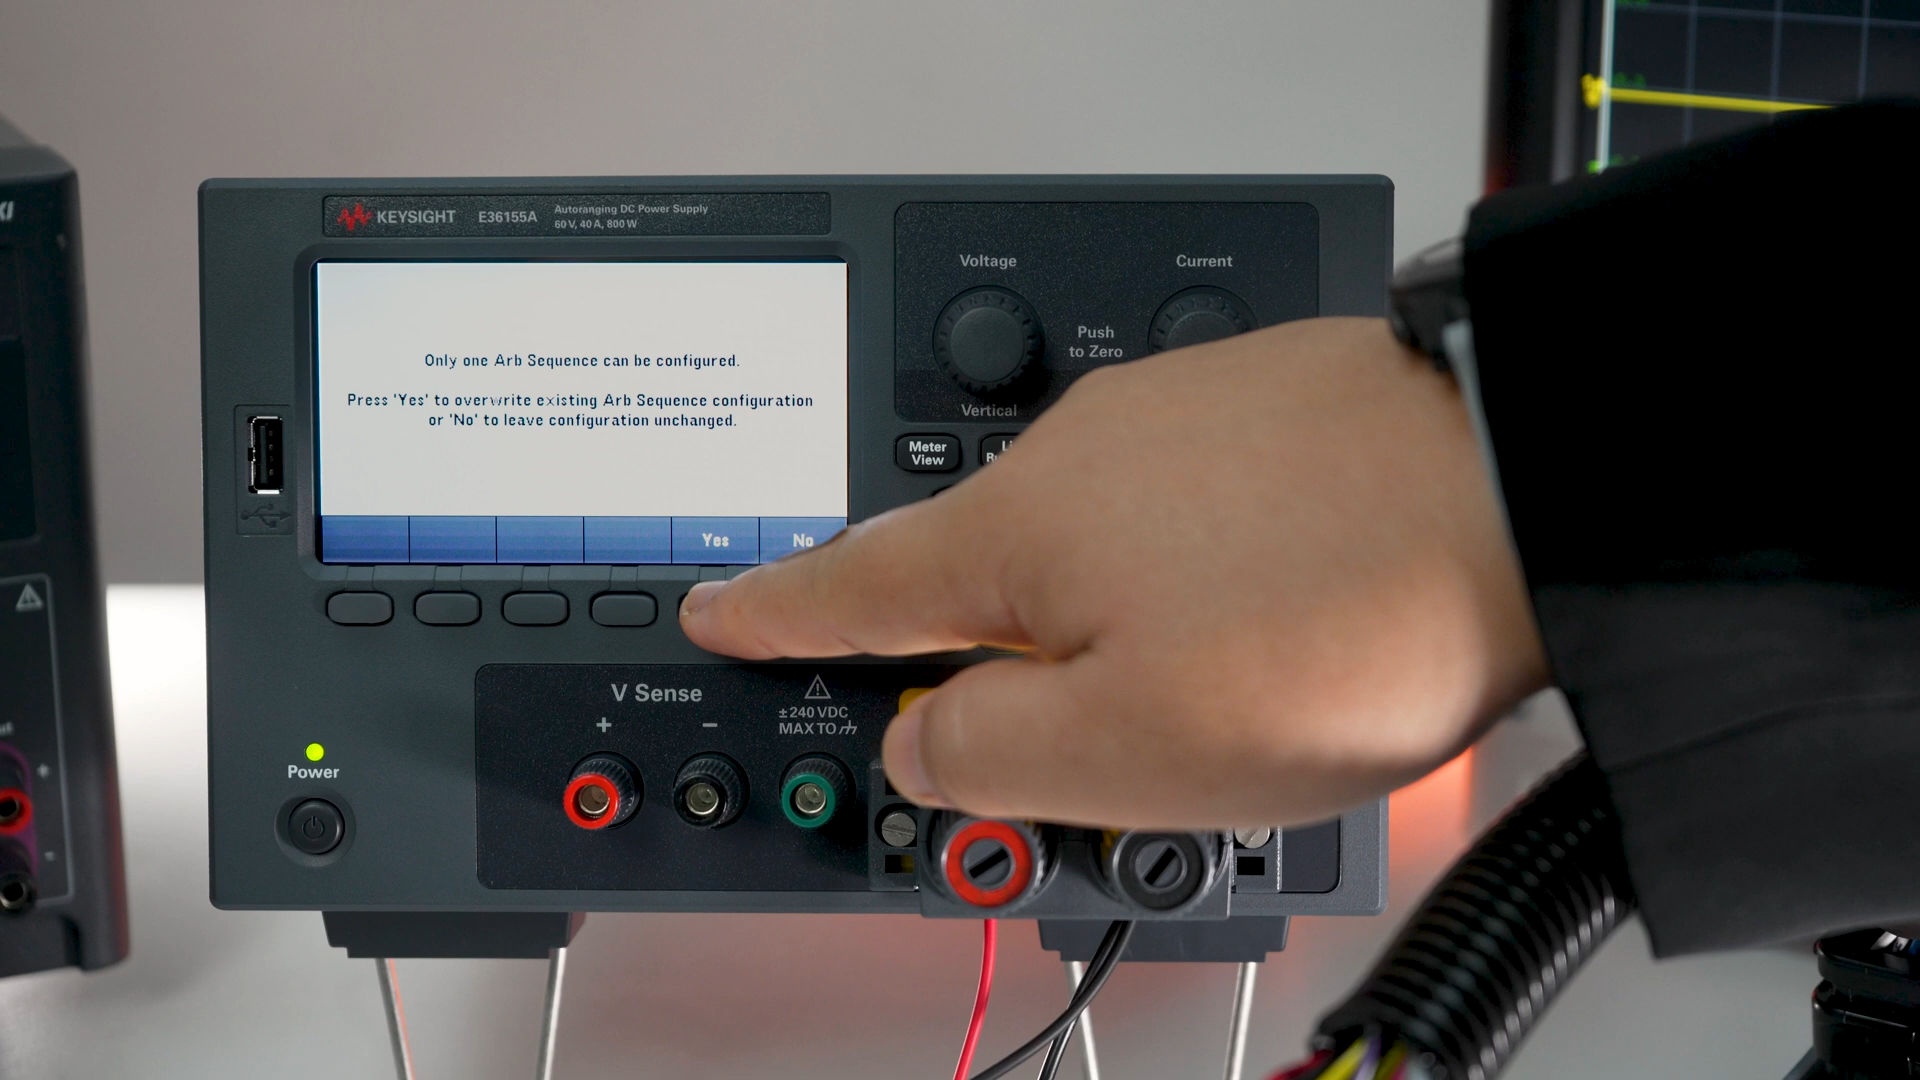 KEYSIGHT E36155A Autoranging DC Power Supply
60 V, 40 A, 800 W
Voltage Current
Push
to Zero
Vertical
Meter
View
Only one Arb Sequence can be configured.
Press 'Yes' to overwrite existing Arb Sequence configuration
or 'No' to leave configuration unchanged.
Yes No
V Sense
+ −
±240 VDC
MAX TO
Power